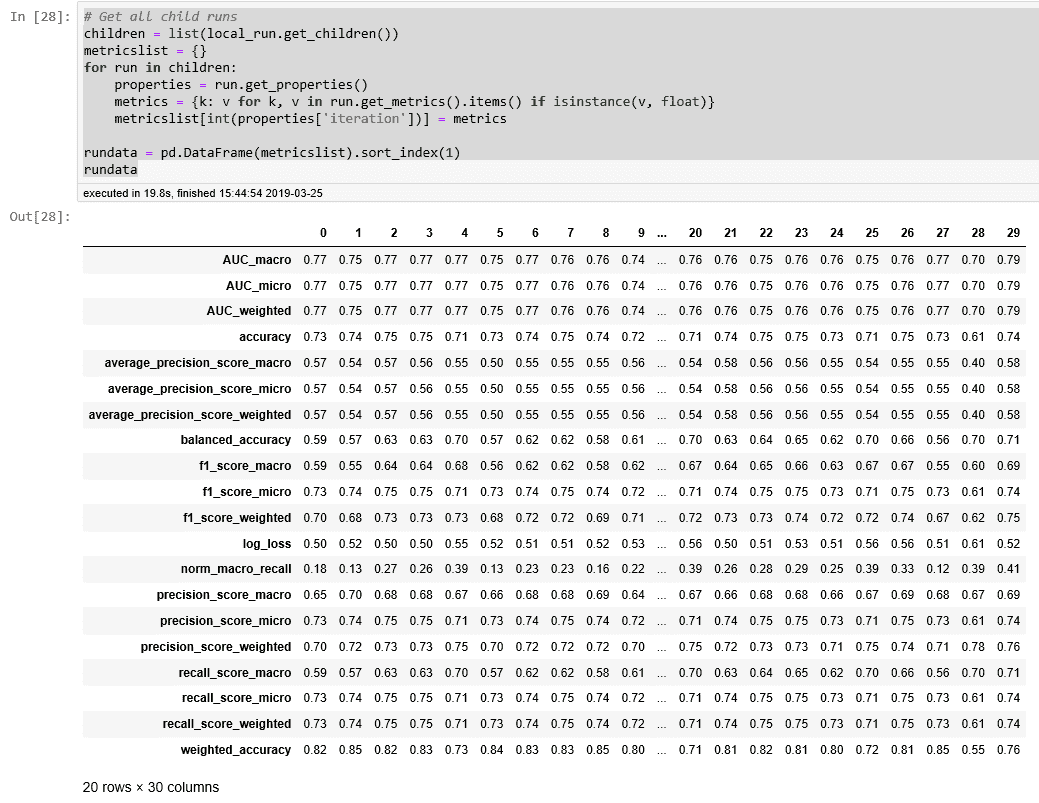 In [28]: # Get all child runs
children = list(local_run.get_children())
metricslist = {}
for run in children:
    properties = run.get_properties()
    metrics = {k: v for k, v in run.get_metrics().items() if isinstance(v, float)}
    metricslist[int(properties['iteration'])] = metrics
rundata = pd.DataFrame(metricslist).sort_index(1)
rundata
executed in 19.8s, finished 15:44:54 2019-03-25
Out[28]:
0 1 2 3 4 5 6 7 8 9 ... 20 21 22 23 24 25 26 27 28 29
AUC_macro 0.77 0.75 0.77 0.77 0.77 0.75 0.77 0.76 0.76 0.74 ... 0.76 0.76 0.75 0.76 0.76 0.75 0.76 0.77 0.70 0.79
AUC_micro 0.77 0.75 0.77 0.77 0.77 0.75 0.77 0.76 0.76 0.74 ... 0.76 0.76 0.75 0.76 0.76 0.75 0.76 0.77 0.70 0.79
AUC_weighted 0.77 0.75 0.77 0.77 0.77 0.75 0.77 0.76 0.76 0.74 ... 0.76 0.76 0.75 0.76 0.76 0.75 0.76 0.77 0.70 0.79
accuracy 0.73 0.74 0.75 0.75 0.71 0.73 0.74 0.75 0.74 0.72 ... 0.71 0.74 0.75 0.75 0.73 0.71 0.75 0.73 0.61 0.74
average_precision_score_macro 0.57 0.54 0.57 0.56 0.55 0.50 0.55 0.55 0.55 0.56 ... 0.54 0.58 0.56 0.56 0.55 0.54 0.55 0.55 0.40 0.58
average_precision_score_micro 0.57 0.54 0.57 0.56 0.55 0.50 0.55 0.55 0.55 0.56 ... 0.54 0.58 0.56 0.56 0.55 0.54 0.55 0.55 0.40 0.58
average_precision_score_weighted 0.57 0.54 0.57 0.56 0.55 0.50 0.55 0.55 0.55 0.56 ... 0.54 0.58 0.56 0.56 0.55 0.54 0.55 0.55 0.40 0.58
balanced_accuracy 0.59 0.57 0.63 0.63 0.70 0.57 0.62 0.62 0.58 0.61 ... 0.70 0.63 0.64 0.65 0.62 0.70 0.66 0.56 0.70 0.71
f1_score_macro 0.59 0.55 0.64 0.64 0.68 0.56 0.62 0.62 0.58 0.62 ... 0.67 0.64 0.65 0.66 0.63 0.67 0.67 0.55 0.60 0.69
f1_score_micro 0.73 0.74 0.75 0.75 0.71 0.73 0.74 0.75 0.74 0.72 ... 0.71 0.74 0.75 0.75 0.73 0.71 0.75 0.73 0.61 0.74
f1_score_weighted 0.70 0.68 0.73 0.73 0.73 0.68 0.72 0.72 0.69 0.71 ... 0.72 0.73 0.73 0.74 0.72 0.72 0.74 0.67 0.62 0.75
log_loss 0.50 0.52 0.50 0.50 0.55 0.52 0.51 0.51 0.52 0.53 ... 0.56 0.50 0.51 0.53 0.51 0.56 0.56 0.51 0.61 0.52
norm_macro_recall 0.18 0.13 0.27 0.26 0.39 0.13 0.23 0.23 0.16 0.22 ... 0.39 0.26 0.28 0.29 0.25 0.39 0.33 0.12 0.39 0.41
precision_score_macro 0.65 0.70 0.68 0.68 0.67 0.66 0.68 0.68 0.69 0.64 ... 0.67 0.66 0.68 0.68 0.66 0.67 0.69 0.68 0.67 0.69
precision_score_micro 0.73 0.74 0.75 0.75 0.71 0.73 0.74 0.75 0.74 0.72 ... 0.71 0.74 0.75 0.75 0.73 0.71 0.75 0.73 0.61 0.74
precision_score_weighted 0.70 0.72 0.73 0.73 0.75 0.70 0.72 0.72 0.72 0.70 ... 0.75 0.72 0.73 0.73 0.71 0.75 0.74 0.71 0.78 0.76
recall_score_macro 0.59 0.57 0.63 0.63 0.70 0.57 0.62 0.62 0.58 0.61 ... 0.70 0.63 0.64 0.65 0.62 0.70 0.66 0.56 0.70 0.71
recall_score_micro 0.73 0.74 0.75 0.75 0.71 0.73 0.74 0.75 0.74 0.72 ... 0.71 0.74 0.75 0.75 0.73 0.71 0.75 0.73 0.61 0.74
recall_score_weighted 0.73 0.74 0.75 0.75 0.71 0.73 0.74 0.75 0.74 0.72 ... 0.71 0.74 0.75 0.75 0.73 0.71 0.75 0.73 0.61 0.74
weighted_accuracy 0.82 0.85 0.82 0.83 0.73 0.84 0.83 0.83 0.85 0.80 ... 0.71 0.81 0.82 0.81 0.80 0.72 0.81 0.85 0.55 0.76
20 rows × 30 columns